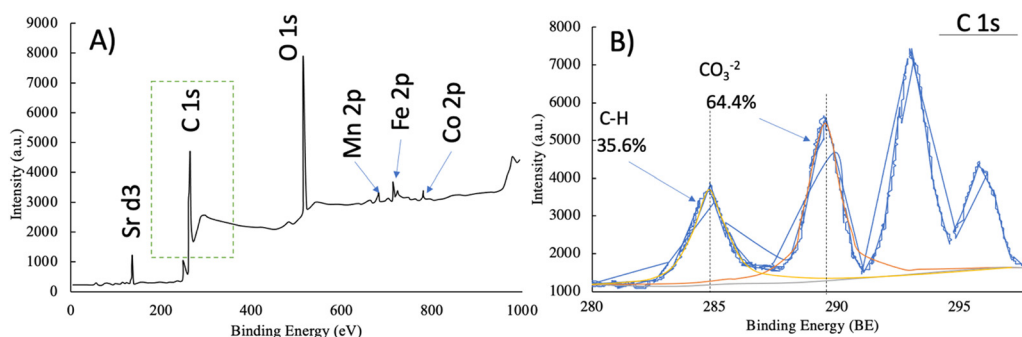 A)
9000
8000
7000
6000
5000
4000
3000
2000
1000
0
Intensity (a.u.)
Sr d3
C 1s
O 1s
Mn 2p
Fe 2p
Co 2p
0
200
400
600
800
1000
Binding Energy (eV)
B)
C 1s
8000
7000
6000
5000
4000
3000
2000
1000
Intensity (a.u.)
C-H
35.6%
CO₃⁻²
64.4%
280
285
290
295
Binding Energy (BE)